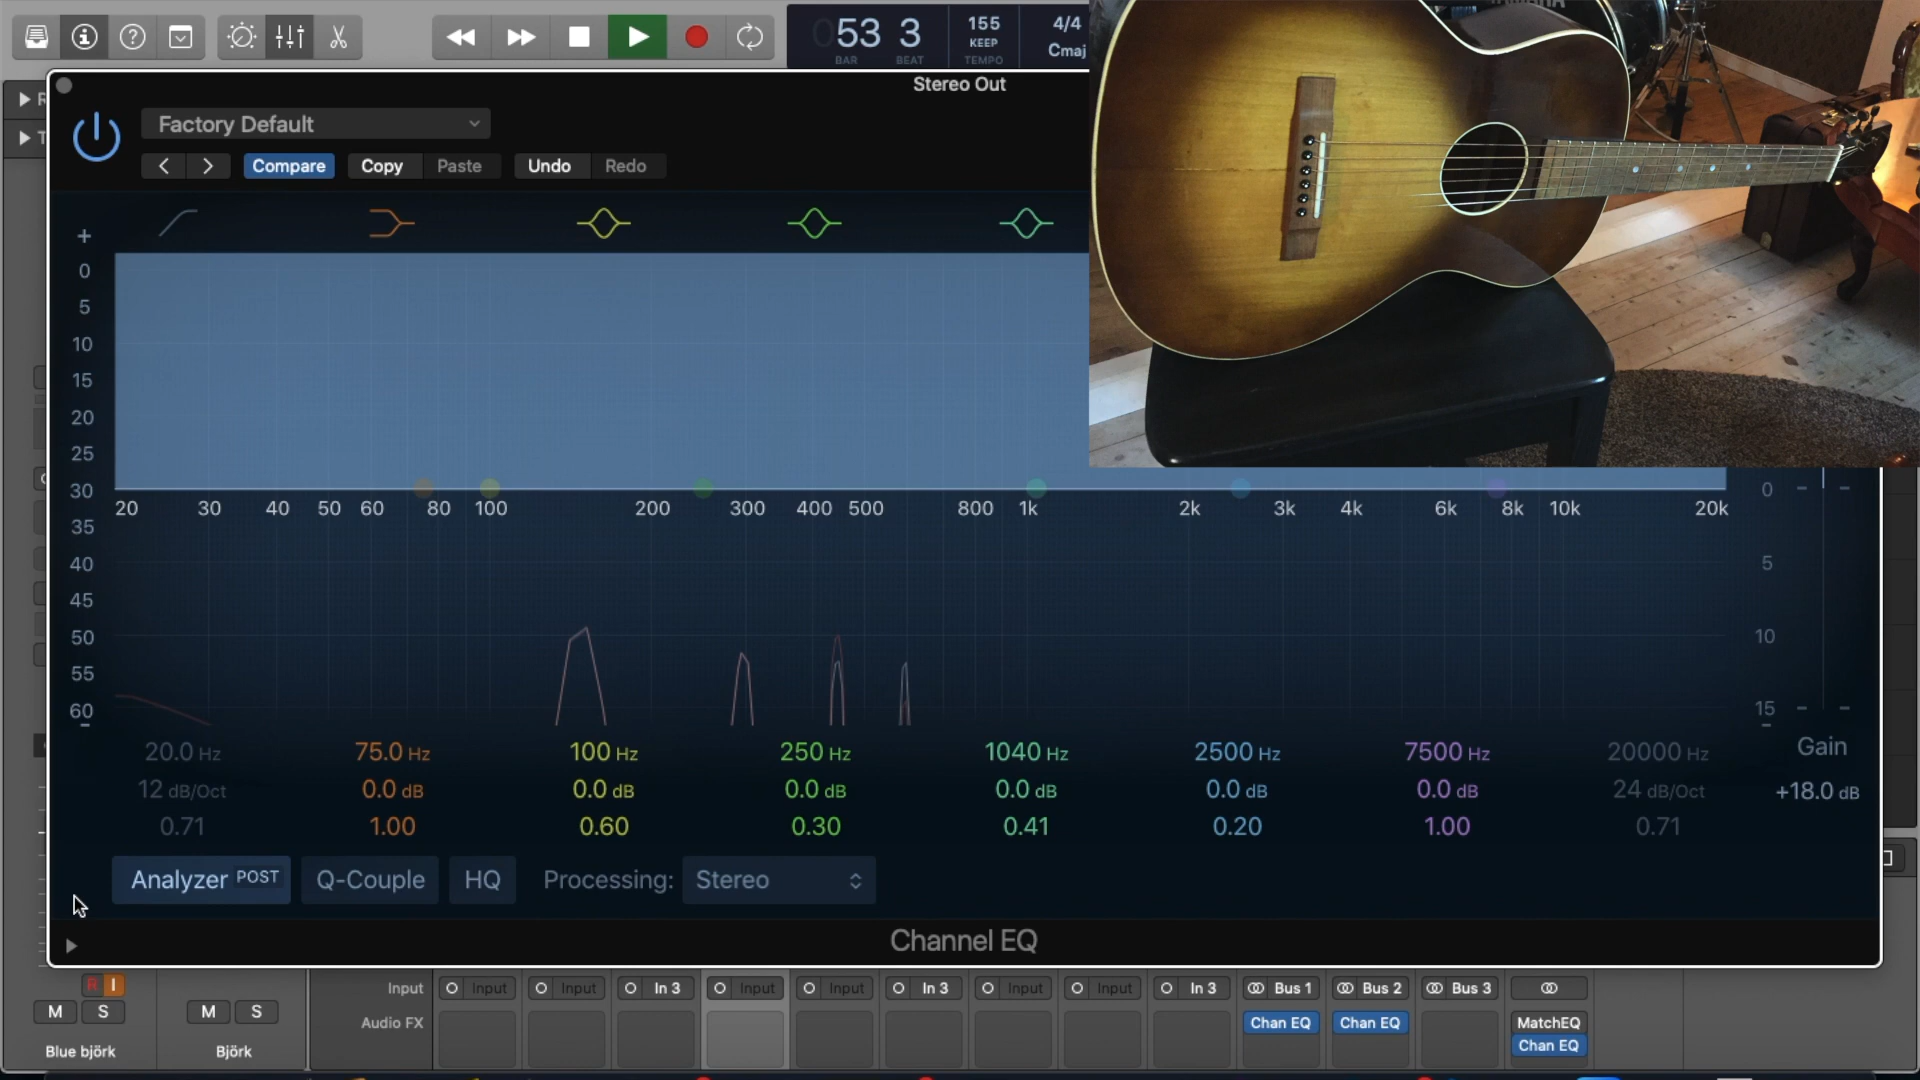 53 3 155 4/4
KEEP Cmaj
BAR BEAT TEMPO
Stereo Out
Factory Default
Compare Copy Paste Undo Redo
+
0
5
10
15
20
25
30 0
20 30 40 50 60 80 100 200 300 400 500 800 1k 2k 3k 4k 6k 8k 10k 20k
35
40 5
45
50 10
55
60 15
20.0 Hz 75.0 Hz 100 Hz 250 Hz 1040 Hz 2500 Hz 7500 Hz 20000 Hz Gain
12 dB/Oct 0.0 dB 0.0 dB 0.0 dB 0.0 dB 0.0 dB 0.0 dB 24 dB/Oct +18.0 dB
0.71 1.00 0.60 0.30 0.41 0.20 1.00 0.71
Analyzer POST Q-Couple HQ Processing: Stereo
Channel EQ
R I Input Input Input In 3 Input Input In 3 Input Input In 3 Bus 1 Bus 2 Bus 3
M S M S Audio FX Chan EQ Chan EQ MatchEQ
Blue björk Björk Chan EQ